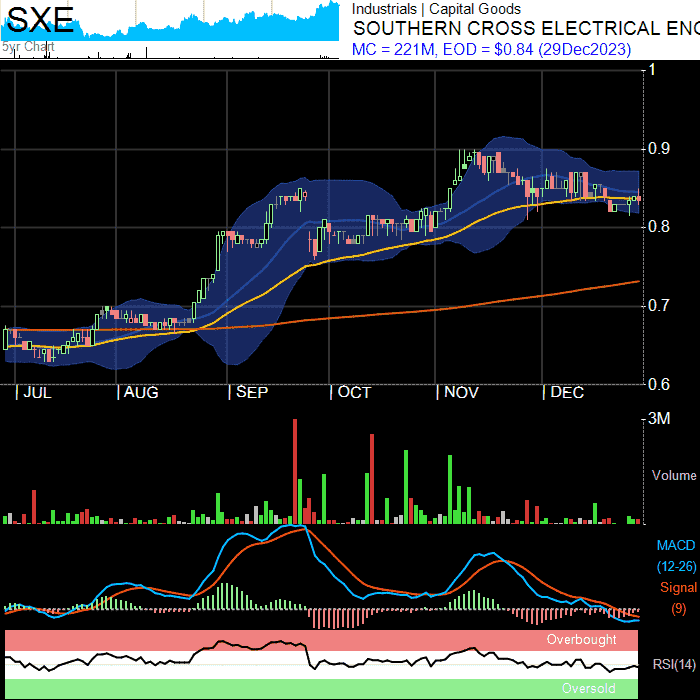 SXE
5yr Chart
Industrials | Capital Goods
SOUTHERN CROSS ELECTRICAL ENG
MC = 221M, EOD = $0.84 (29Dec2023)
1
0.9
0.8
0.7
0.6
| JUL | AUG | SEP | OCT | NOV | DEC
3M
Volume
MACD
(12-26)
Signal
(9)
Overbought
RSI(14)
Oversold